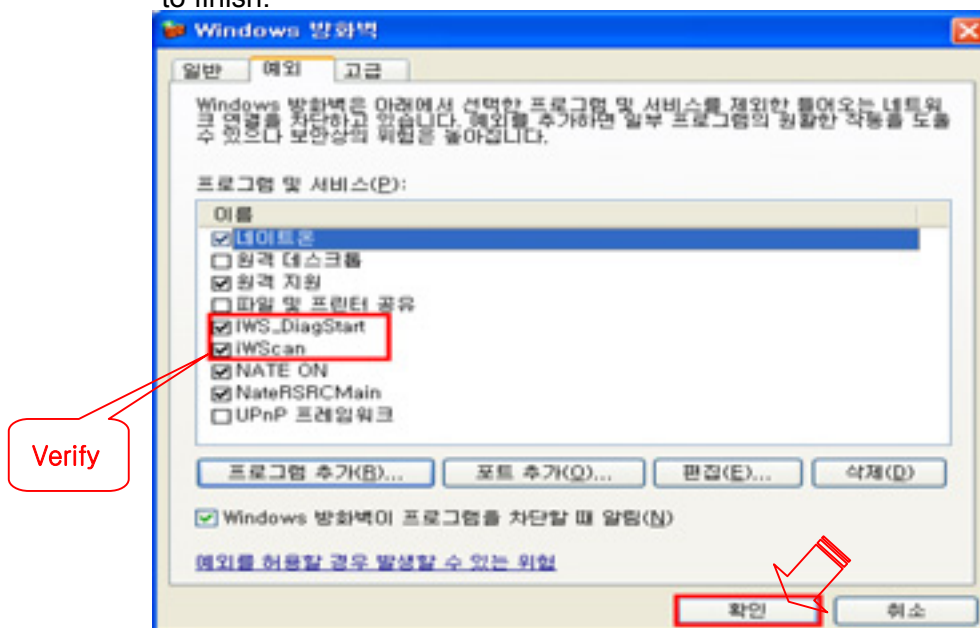 to finish.
Windows 방화벽
일반 예외 고급
Windows 방화벽은 아래에서 선택한 프로그램 및 서비스를 제외한 들어오는 네트워
크 연결을 차단하고 있습니다. 예외를 추가하면 일부 프로그램의 원활한 작동을 도울
수 있으나 보안상의 위험은 높아집니다.
프로그램 및 서비스(P):
이름
네이트온
원격 데스크톱
원격 지원
파일 및 프린터 공유
IWS_DiagStart
iWScan
NATE ON
NateRSRCMain
UPnP 프레임워크
Verify
프로그램 추가(R)... 포트 추가(O)... 편집(E)... 삭제(D)
Windows 방화벽이 프로그램을 차단할 때 알림(N)
예외를 허용할 경우 발생할 수 있는 위험
확인 취소